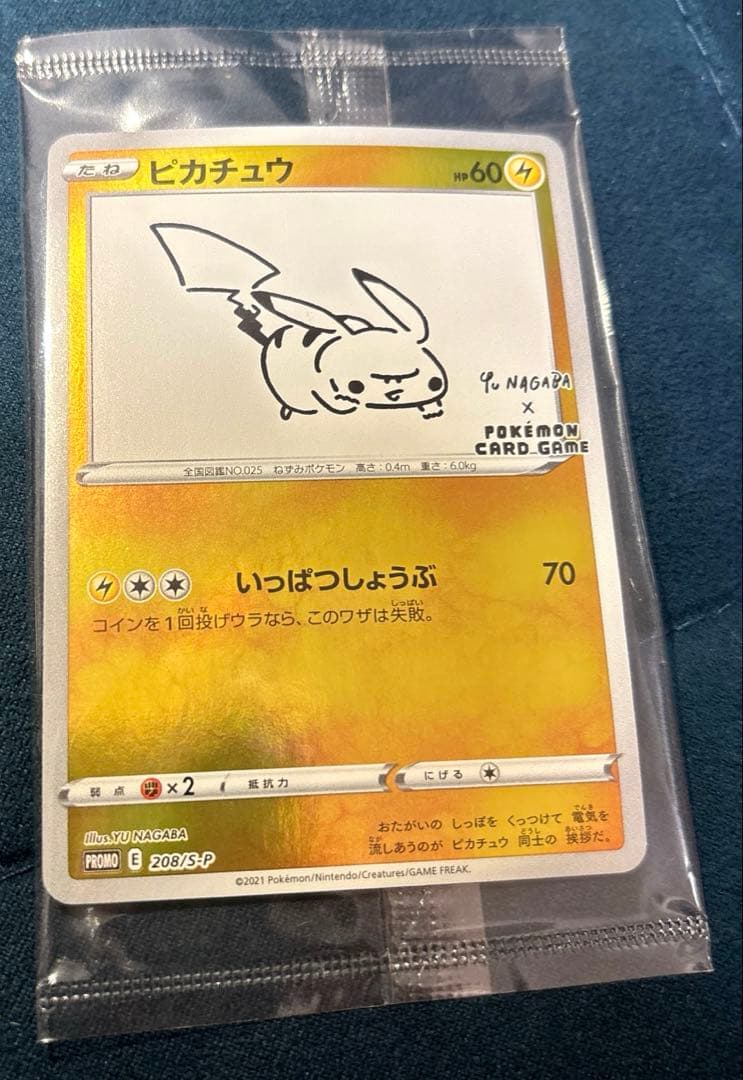 たね ピカチュウ HP60
Yu NAGABA
×
POKÉMON
CARD GAME
全国図鑑NO.025 ねずみポケモン 高さ:0.4m 重さ:6.0kg
いっぱつしょうぶ 70
コインを1回投げウラなら、このワザは失敗。
弱点 ×2 抵抗力 にげる
Illus.YU NAGABA
おたがいの しっぽを くっつけて 電気を
流しあうのが ピカチュウ 同士の 挨拶だ。
PROMO E 208/S-P
©2021 Pokémon/Nintendo/Creatures/GAME FREAK.